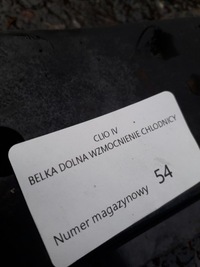 CLIO IV
BELKA DOLNA WZMOCNIENIE CHŁODNICY
Numer magazynowy 54